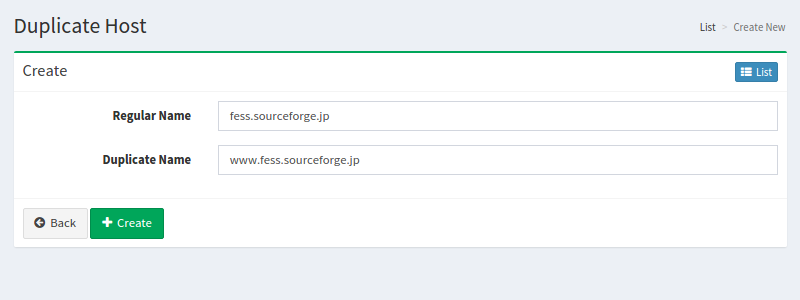 Duplicate Host
List > Create New
Create
List
Regular Name fess.sourceforge.jp
Duplicate Name www.fess.sourceforge.jp
Back Create